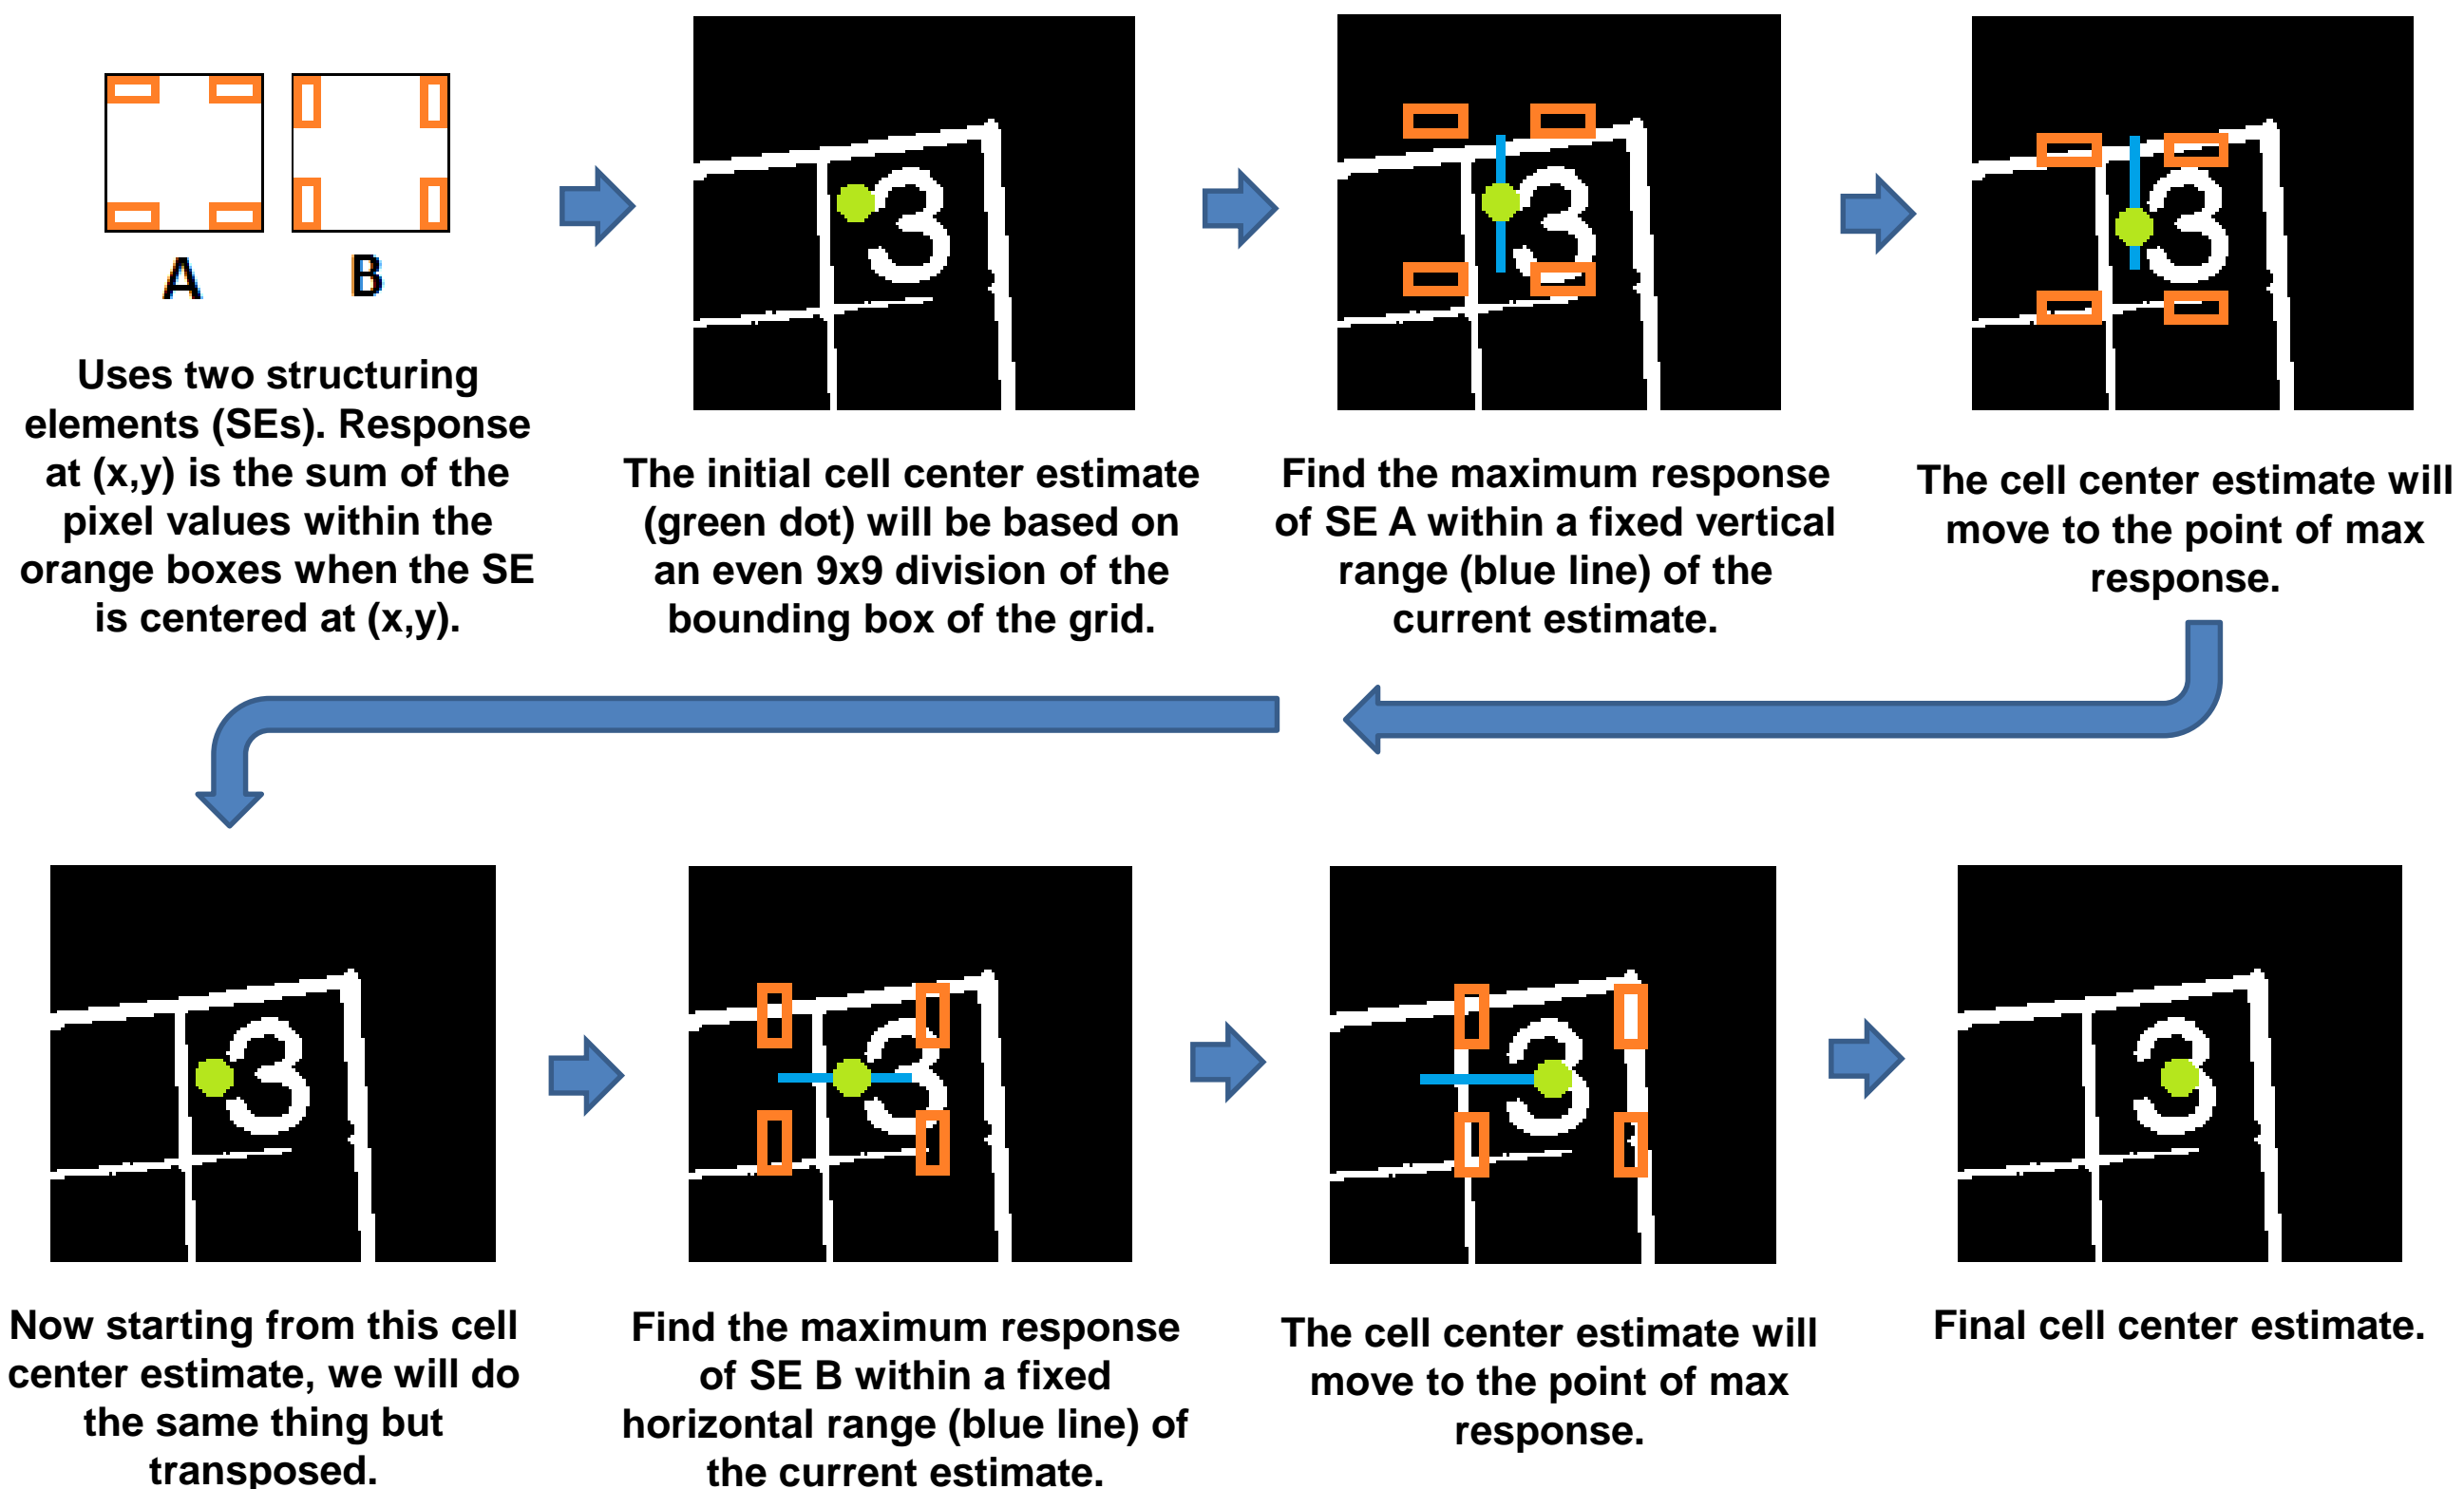 A B
Uses two structuring
elements (SEs). Response
at (x,y) is the sum of the
pixel values within the
orange boxes when the SE
is centered at (x,y).
3
The initial cell center estimate
(green dot) will be based on
an even 9x9 division of the
bounding box of the grid.
3
Find the maximum response
of SE A within a fixed vertical
range (blue line) of the
current estimate.
3
The cell center estimate will
move to the point of max
response.
3
Now starting from this cell
center estimate, we will do
the same thing but
transposed.
3
Find the maximum response
of SE B within a fixed
horizontal range (blue line) of
the current estimate.
3
The cell center estimate will
move to the point of max
response.
3
Final cell center estimate.